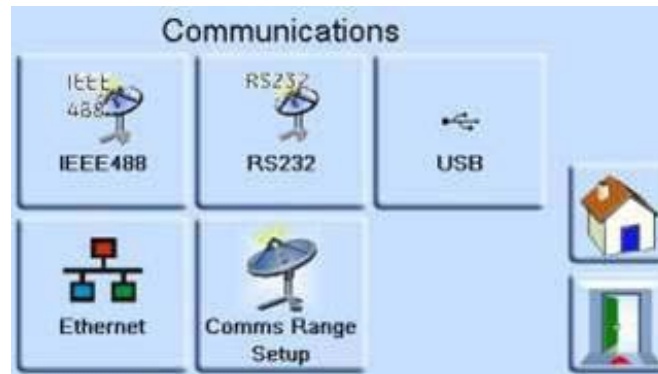 Communications
IEEE
488
RS232
IEEE488
RS232
USB
Ethernet
Comms Range
Setup